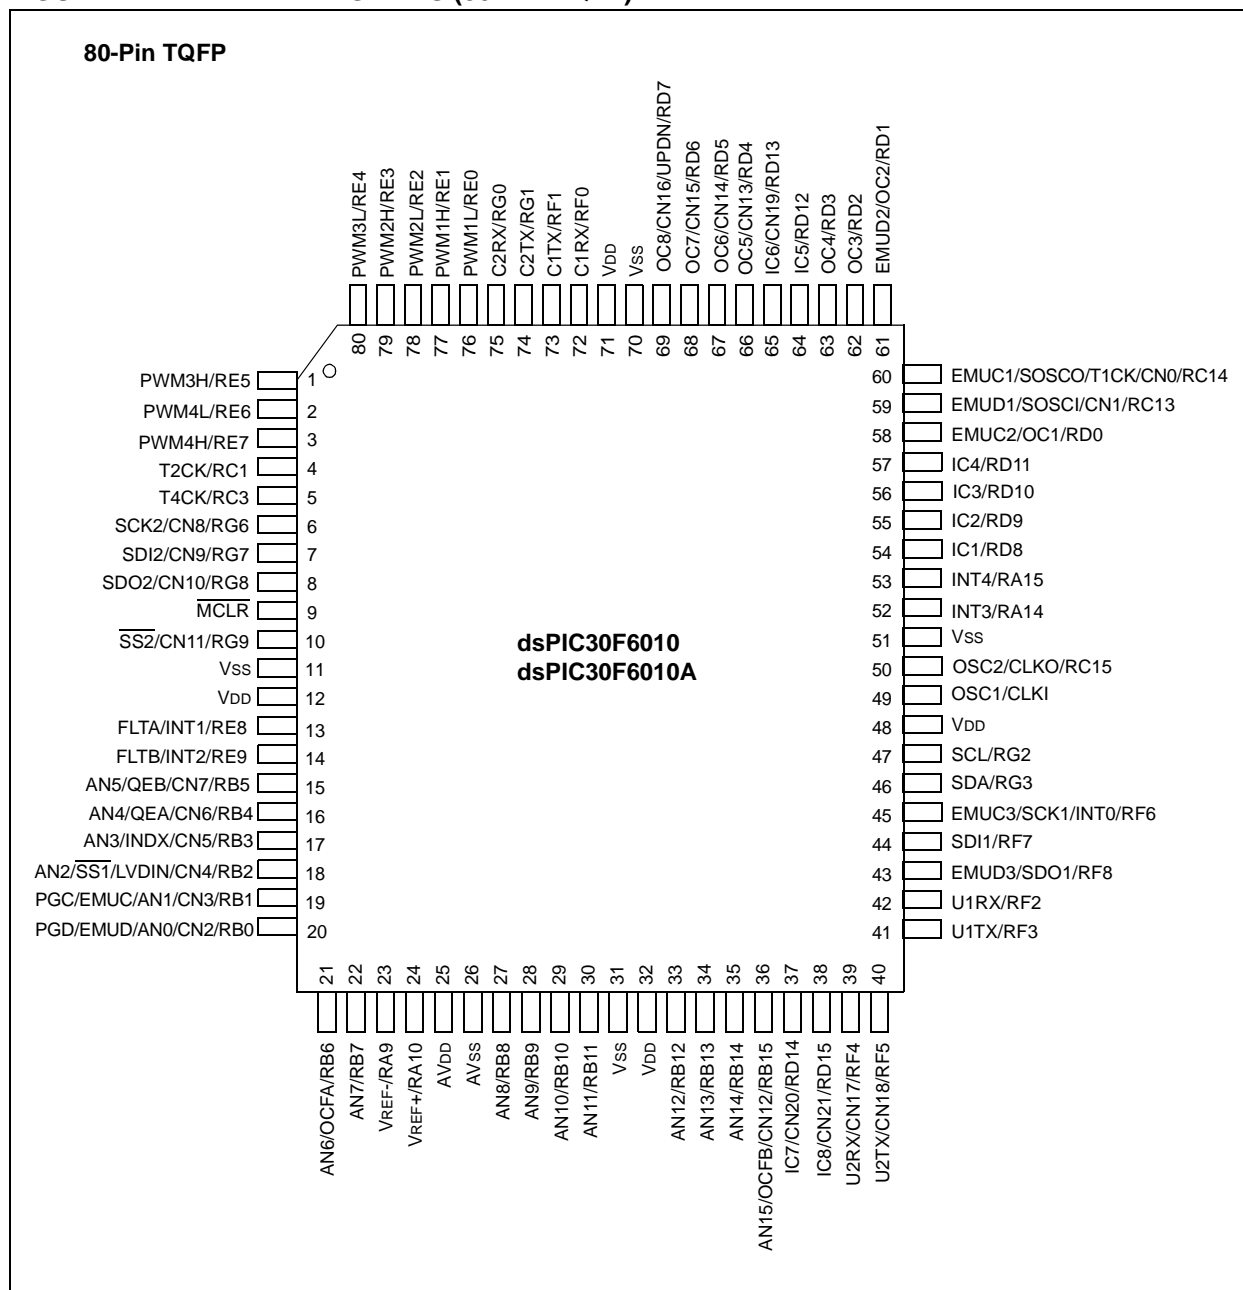 80-Pin TQFP
PWM3L/RE4
PWM2H/RE3
PWM2L/RE2
PWM1H/RE1
PWM1L/RE0
C2RX/RG0
C2TX/RG1
C1TX/RF1
C1RX/RF0
VDD
VSS
OC8/CN16/UPDN/RD7
OC7/CN15/RD6
OC6/CN14/RD5
OC5/CN13/RD4
IC6/CN19/RD13
IC5/RD12
OC4/RD3
OC3/RD2
EMUD2/OC2/RD1
80
79
78
77
76
75
74
73
72
71
70
69
68
67
66
65
64
63
62
61
PWM3H/RE5 1
PWM4L/RE6 2
PWM4H/RE7 3
T2CK/RC1 4
T4CK/RC3 5
SCK2/CN8/RG6 6
SDI2/CN9/RG7 7
SDO2/CN10/RG8 8
MCLR 9
SS2/CN11/RG9 10
VSS 11
VDD 12
FLTA/INT1/RE8 13
FLTB/INT2/RE9 14
AN5/QEB/CN7/RB5 15
AN4/QEA/CN6/RB4 16
AN3/INDX/CN5/RB3 17
AN2/SS1/LVDIN/CN4/RB2 18
PGC/EMUC/AN1/CN3/RB1 19
PGD/EMUD/AN0/CN2/RB0 20
dsPIC30F6010
dsPIC30F6010A
60 EMUC1/SOSCO/T1CK/CN0/RC14
59 EMUD1/SOSCI/CN1/RC13
58 EMUC2/OC1/RD0
57 IC4/RD11
56 IC3/RD10
55 IC2/RD9
54 IC1/RD8
53 INT4/RA15
52 INT3/RA14
51 VSS
50 OSC2/CLKO/RC15
49 OSC1/CLKI
48 VDD
47 SCL/RG2
46 SDA/RG3
45 EMUC3/SCK1/INT0/RF6
44 SDI1/RF7
43 EMUD3/SDO1/RF8
42 U1RX/RF2
41 U1TX/RF3
21
22
23
24
25
26
27
28
29
30
31
32
33
34
35
36
37
38
39
40
AN6/OCFA/RB6
AN7/RB7
VREF-/RA9
VREF+/RA10
AVDD
AVSS
AN8/RB8
AN9/RB9
AN10/RB10
AN11/RB11
VSS
VDD
AN12/RB12
AN13/RB13
AN14/RB14
AN15/OCFB/CN12/RB15
IC7/CN20/RD14
IC8/CN21/RD15
U2RX/CN17/RF4
U2TX/CN18/RF5